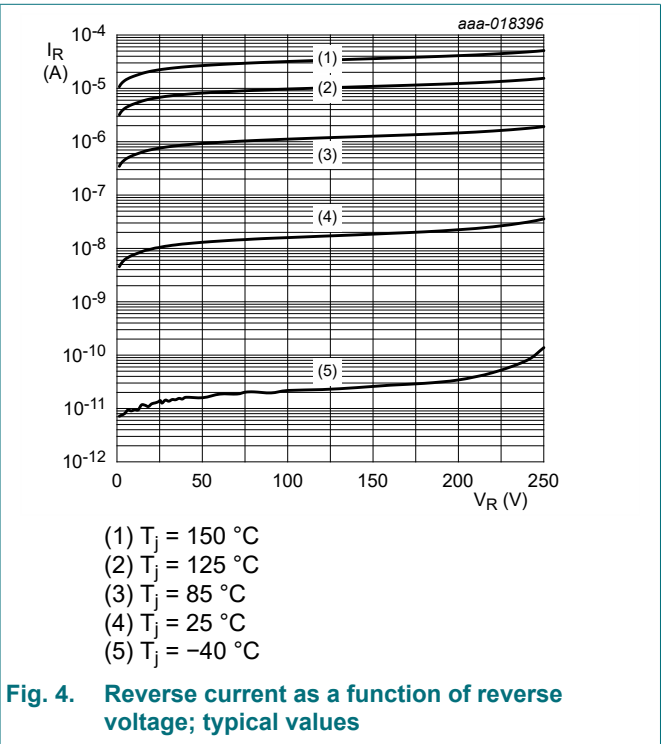 aaa-018396
I_R
(A)
10^-4
10^-5
10^-6
10^-7
10^-8
10^-9
10^-10
10^-11
10^-12
(1)
(2)
(3)
(4)
(5)
0 50 100 150 200 250
V_R (V)
(1) T_j = 150 °C
(2) T_j = 125 °C
(3) T_j = 85 °C
(4) T_j = 25 °C
(5) T_j = −40 °C
Fig. 4. Reverse current as a function of reverse
voltage; typical values